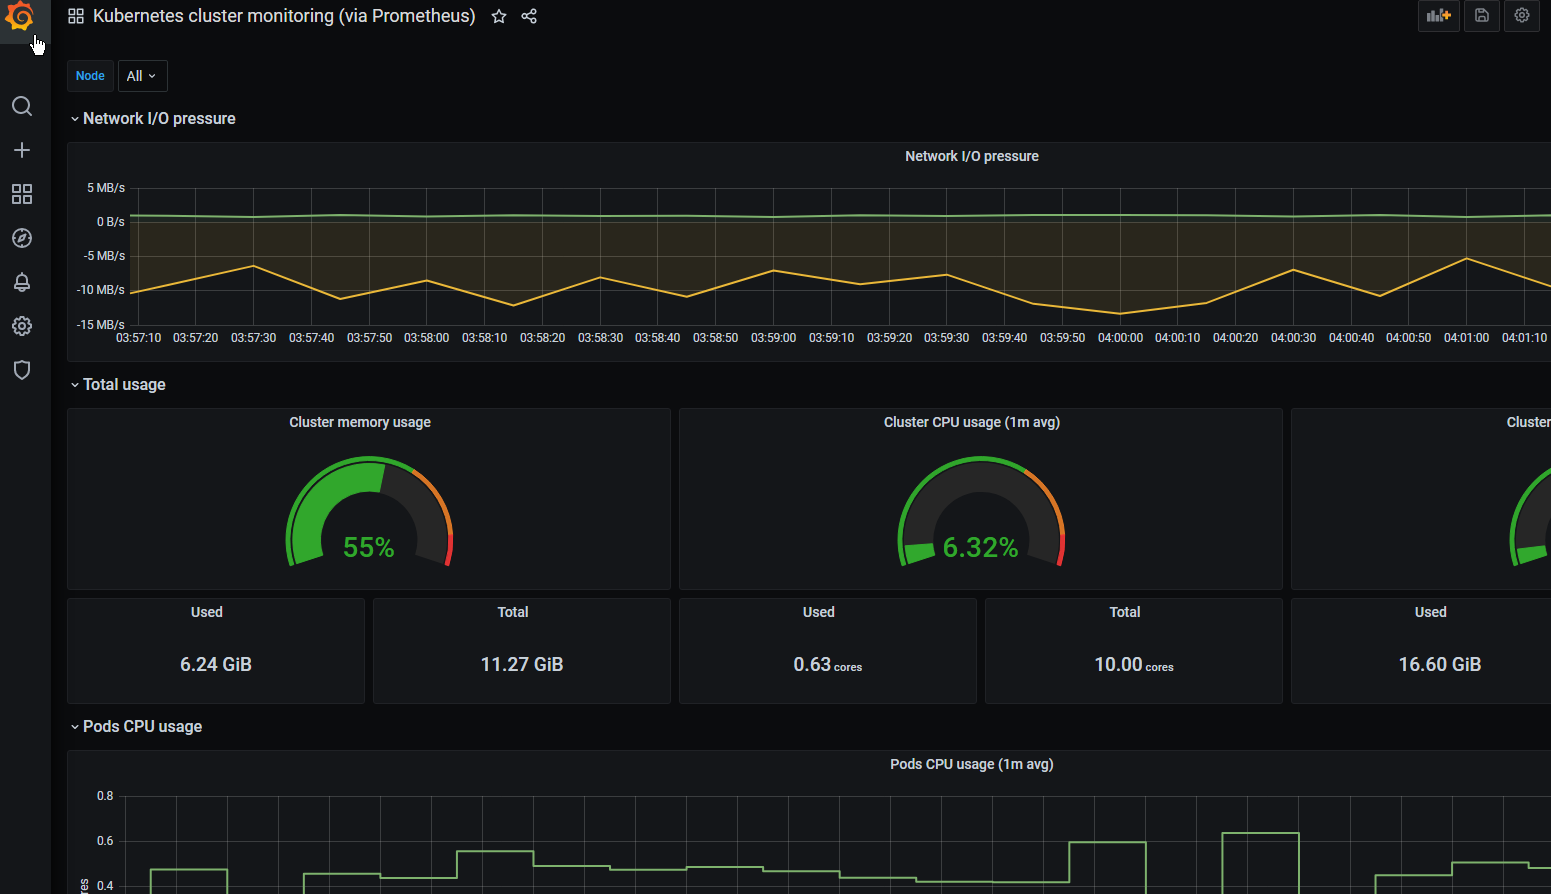 Kubernetes cluster monitoring (via Prometheus)
Node All
Network I/O pressure
Network I/O pressure
5 MB/s
0 B/s
-5 MB/s
-10 MB/s
-15 MB/s
03:57:10 03:57:20 03:57:30 03:57:40 03:57:50 03:58:00 03:58:10 03:58:20 03:58:30 03:58:40 03:58:50 03:59:00 03:59:10 03:59:20 03:59:30 03:59:40 03:59:50 04:00:00 04:00:10 04:00:20 04:00:30 04:00:40 04:00:50 04:01:00 04:01:10
Total usage
Cluster memory usage
55%
Cluster CPU usage (1m avg)
6.32%
Cluster
Used
6.24 GiB
Total
11.27 GiB
Used
0.63 cores
Total
10.00 cores
Used
16.60 GiB
Pods CPU usage
Pods CPU usage (1m avg)
0.8
0.6
0.4